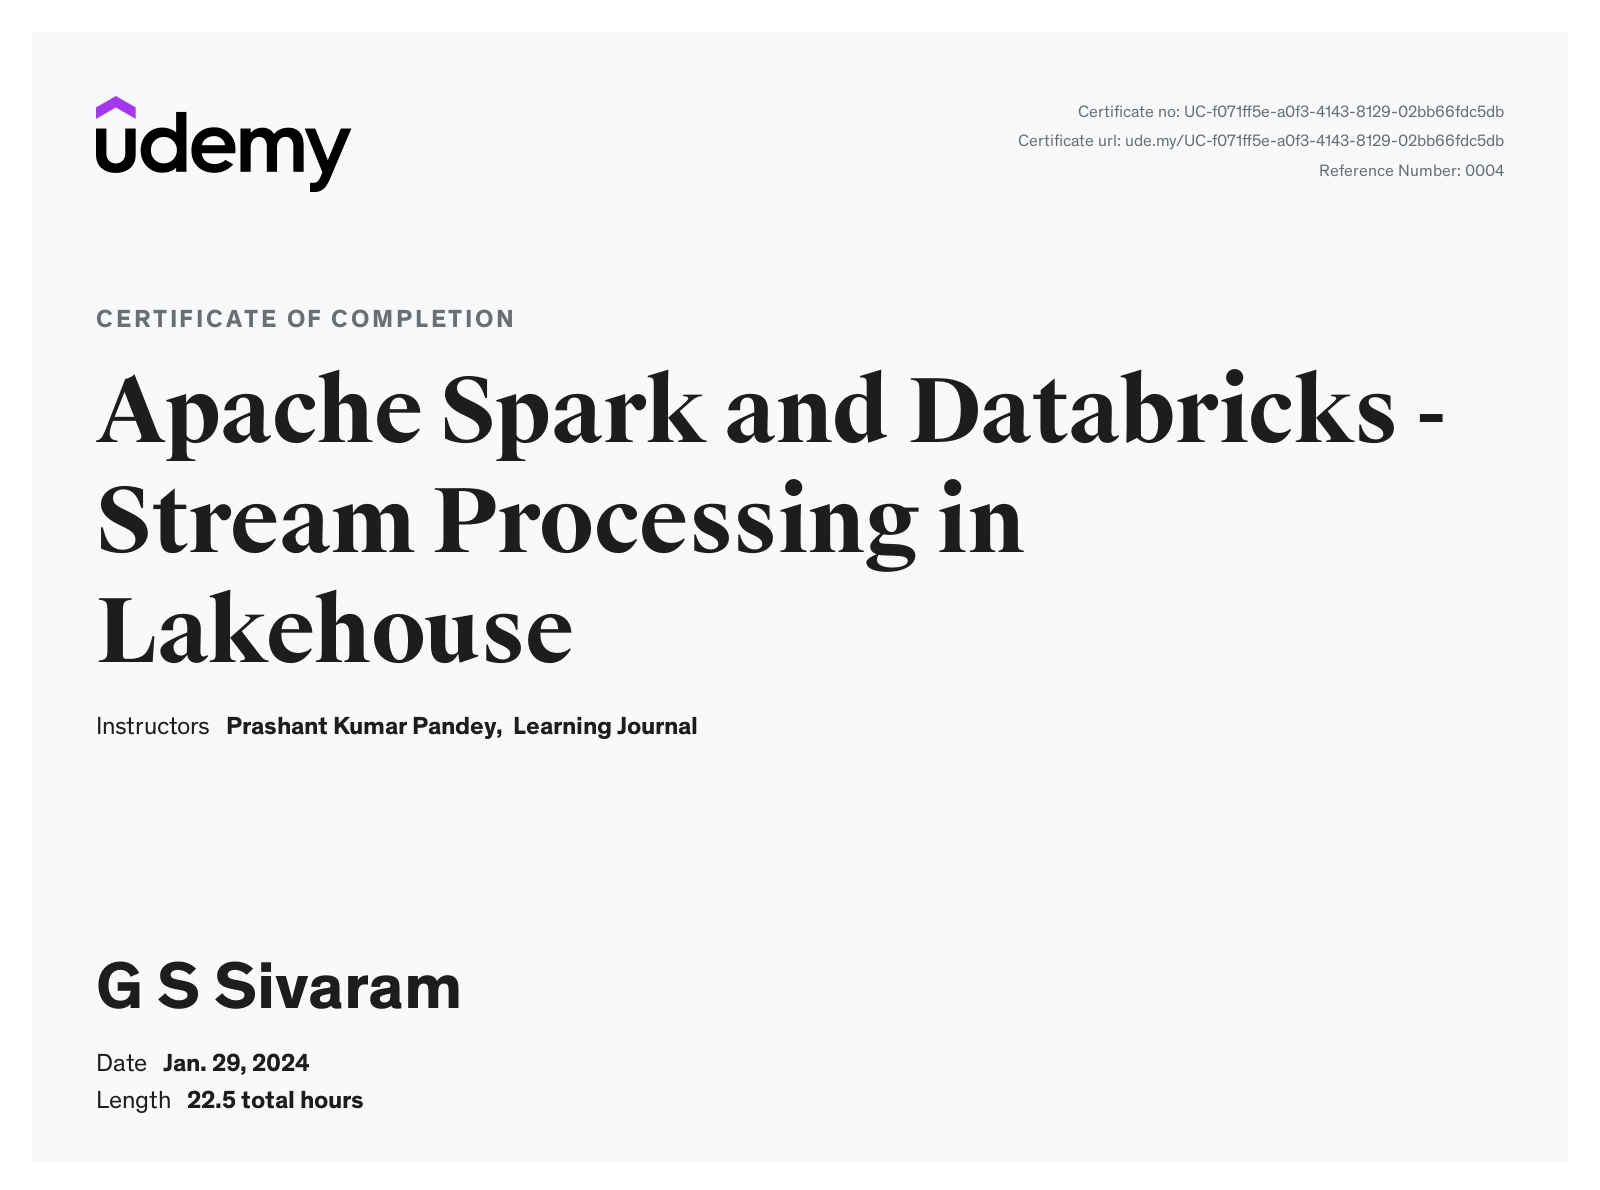 udemy
Certificate no: UC-f071ff5e-a0f3-4143-8129-02bb66fdc5db
Certificate url: ude.my/UC-f071ff5e-a0f3-4143-8129-02bb66fdc5db
Reference Number: 0004
CERTIFICATE OF COMPLETION
Apache Spark and Databricks -
Stream Processing in
Lakehouse
Instructors Prashant Kumar Pandey, Learning Journal
G S Sivaram
Date Jan. 29, 2024
Length 22.5 total hours